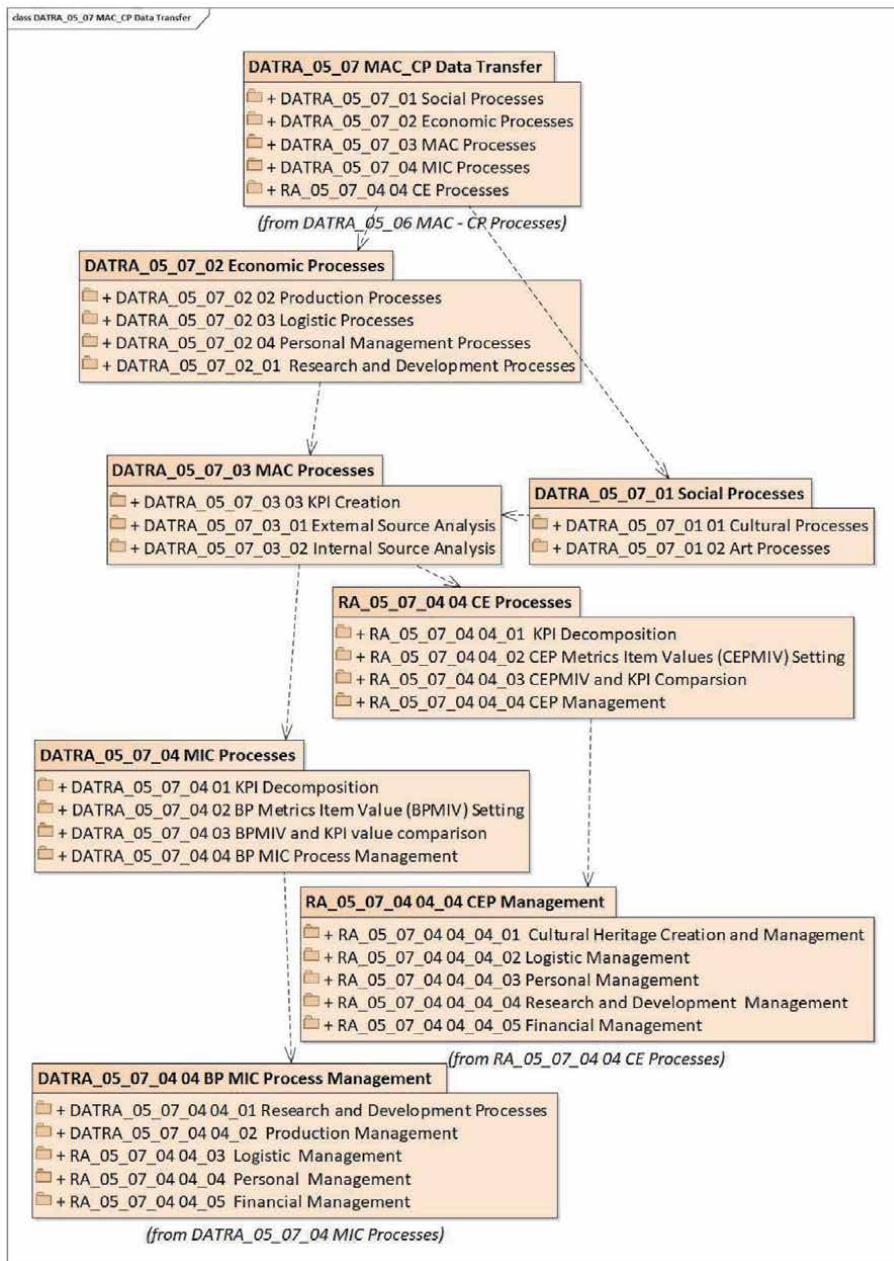 class DATRA_05_07 MAC_CP Data Transfer
DATRA_05_07 MAC_CP Data Transfer
+ DATRA_05_07_01 Social Processes
+ DATRA_05_07_02 Economic Processes
+ DATRA_05_07_03 MAC Processes
+ DATRA_05_07_04 MIC Processes
+ RA_05_07_04 04 CE Processes
(from DATRA_05_06 MAC - CP Processes)
DATRA_05_07_02 Economic Processes
+ DATRA_05_07_02 02 Production Processes
+ DATRA_05_07_02 03 Logistic Processes
+ DATRA_05_07_02 04 Personal Management Processes
+ DATRA_05_07_02_01 Research and Development Processes
DATRA_05_07_03 MAC Processes
+ DATRA_05_07_03 03 KPI Creation
+ DATRA_05_07_03_01 External Source Analysis
+ DATRA_05_07_03_02 Internal Source Analysis
DATRA_05_07_01 Social Processes
+ DATRA_05_07_01 01 Cultural Processes
+ DATRA_05_07_01 02 Art Processes
RA_05_07_04 04 CE Processes
+ RA_05_07_04 04_01 KPI Decomposition
+ RA_05_07_04 04_02 CEP Metrics Item Values (CEPMIV) Setting
+ RA_05_07_04 04_03 CEPMIV and KPI Comparsion
+ RA_05_07_04 04_04 CEP Management
DATRA_05_07_04 MIC Processes
+ DATRA_05_07_04 01 KPI Decomposition
+ DATRA_05_07_04 02 BP Metrics Item Value (BPMIV) Setting
+ DATRA_05_07_04 03 BPMIV and KPI value comparison
+ DATRA_05_07_04 04 BP MIC Process Management
RA_05_07_04 04_04 CEP Management
+ RA_05_07_04 04_04_01 Cultural Heritage Creation and Management
+ RA_05_07_04 04_04_02 Logistic Management
+ RA_05_07_04 04_04_03 Personal Management
+ RA_05_07_04 04_04_04 Research and Development Management
+ RA_05_07_04 04_04_05 Financial Management
(from RA_05_07_04 04 CE Processes)
DATRA_05_07_04 04 BP MIC Process Management
+ DATRA_05_07_04 04_01 Research and Development Processes
+ DATRA_05_07_04 04_02 Production Management
+ RA_05_07_04 04_03 Logistic Management
+ RA_05_07_04 04_04 Personal Management
+ RA_05_07_04 04_05 Financial Management
(from DATRA_05_07_04 MIC Processes)